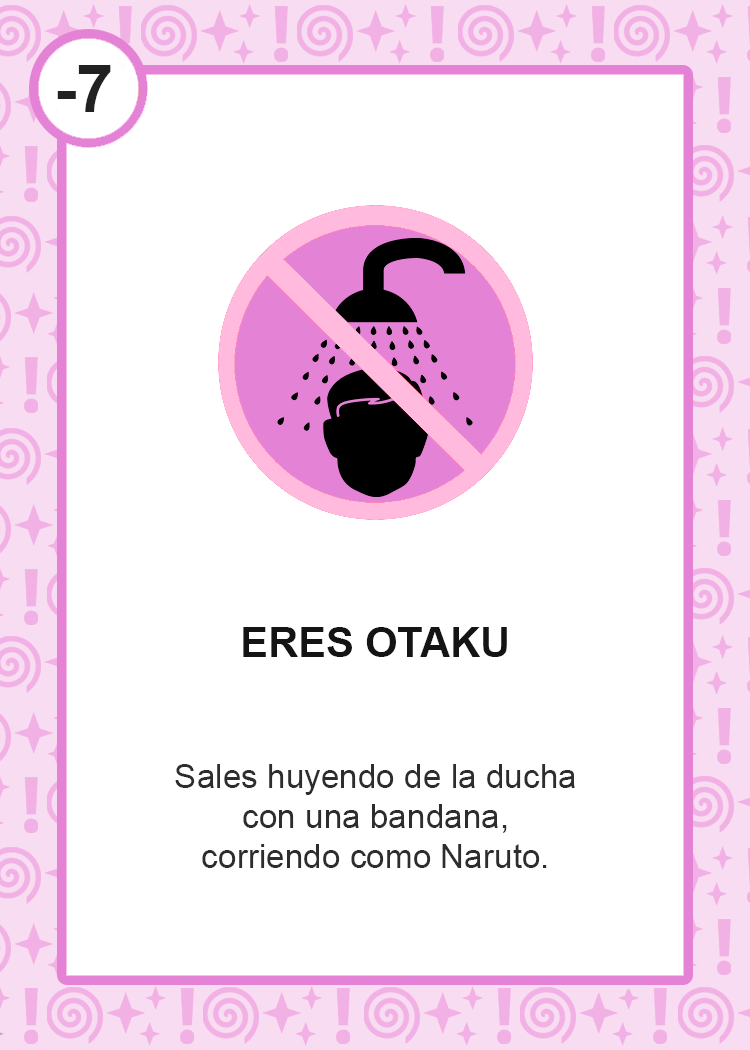 -7
ERES OTAKU
Sales huyendo de la ducha
con una bandana,
corriendo como Naruto.